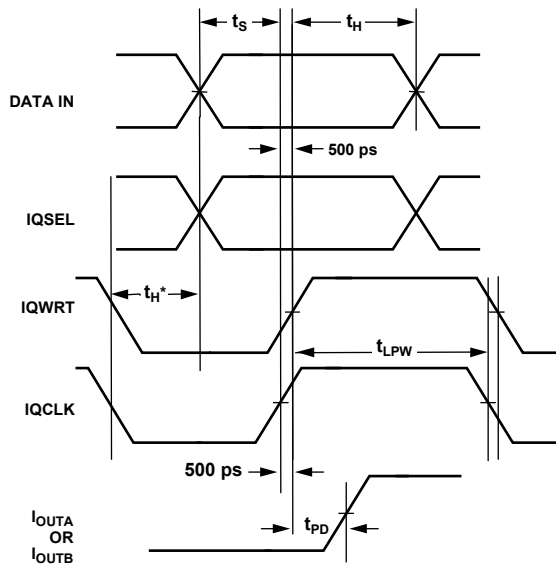 tS
tH
DATA IN
500 ps
IQSEL
tH*
IQWRT
tLPW
IQCLK
500 ps
IOUTA
OR
IOUTB
tPD